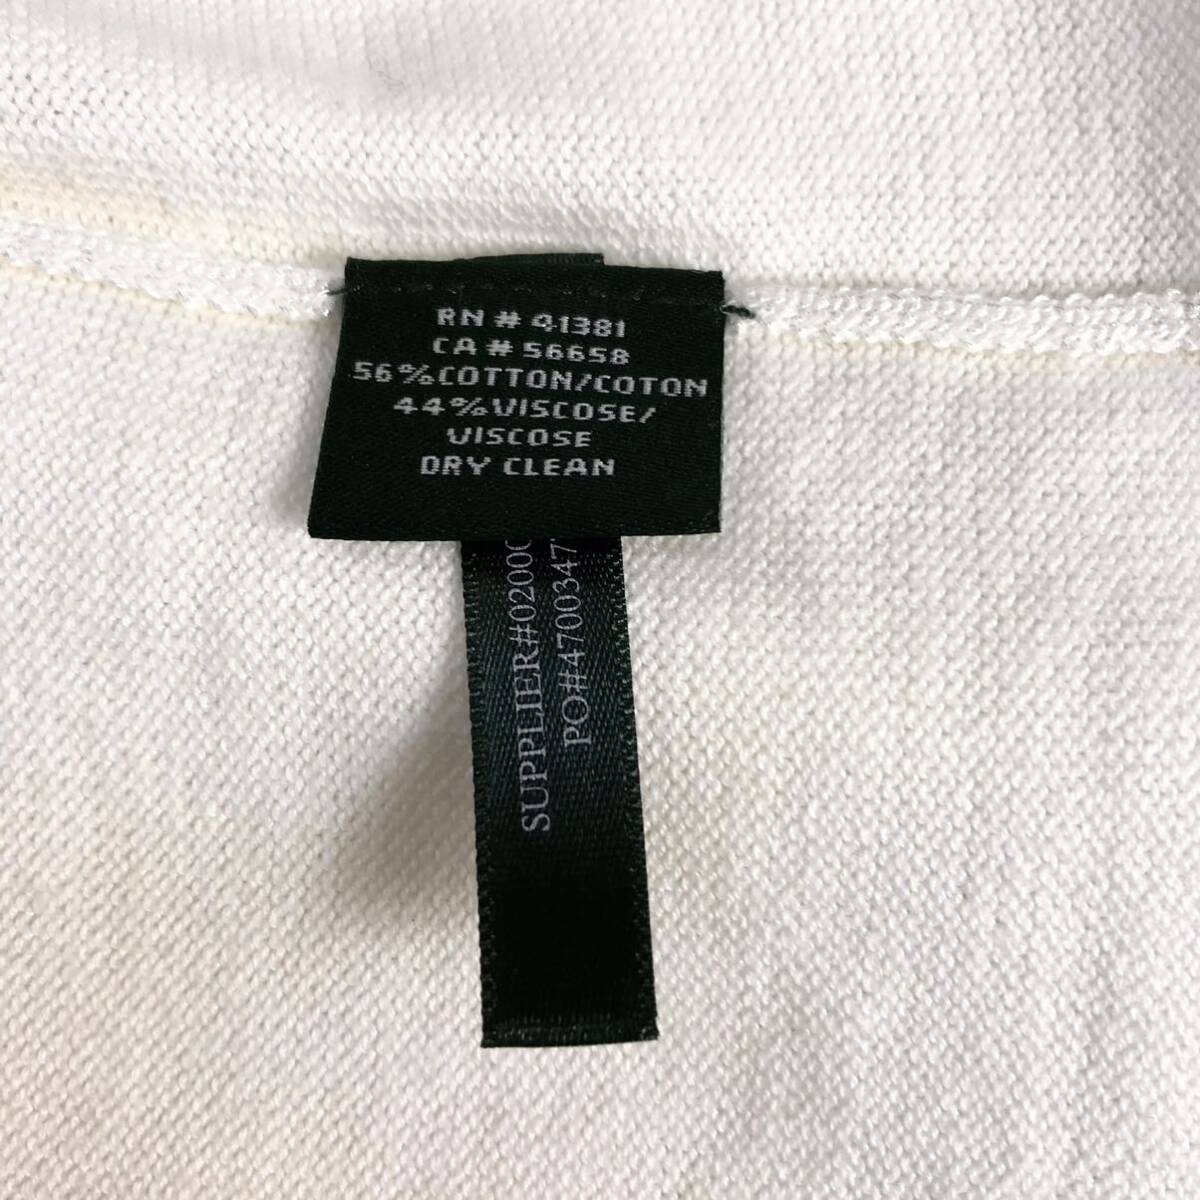 RN # 41381
CA # 56658
56%COTTON/COTON
44%VISCOSE/
VISCOSE
DRY CLEAN
SUPPLIER#0200
PO#4700347